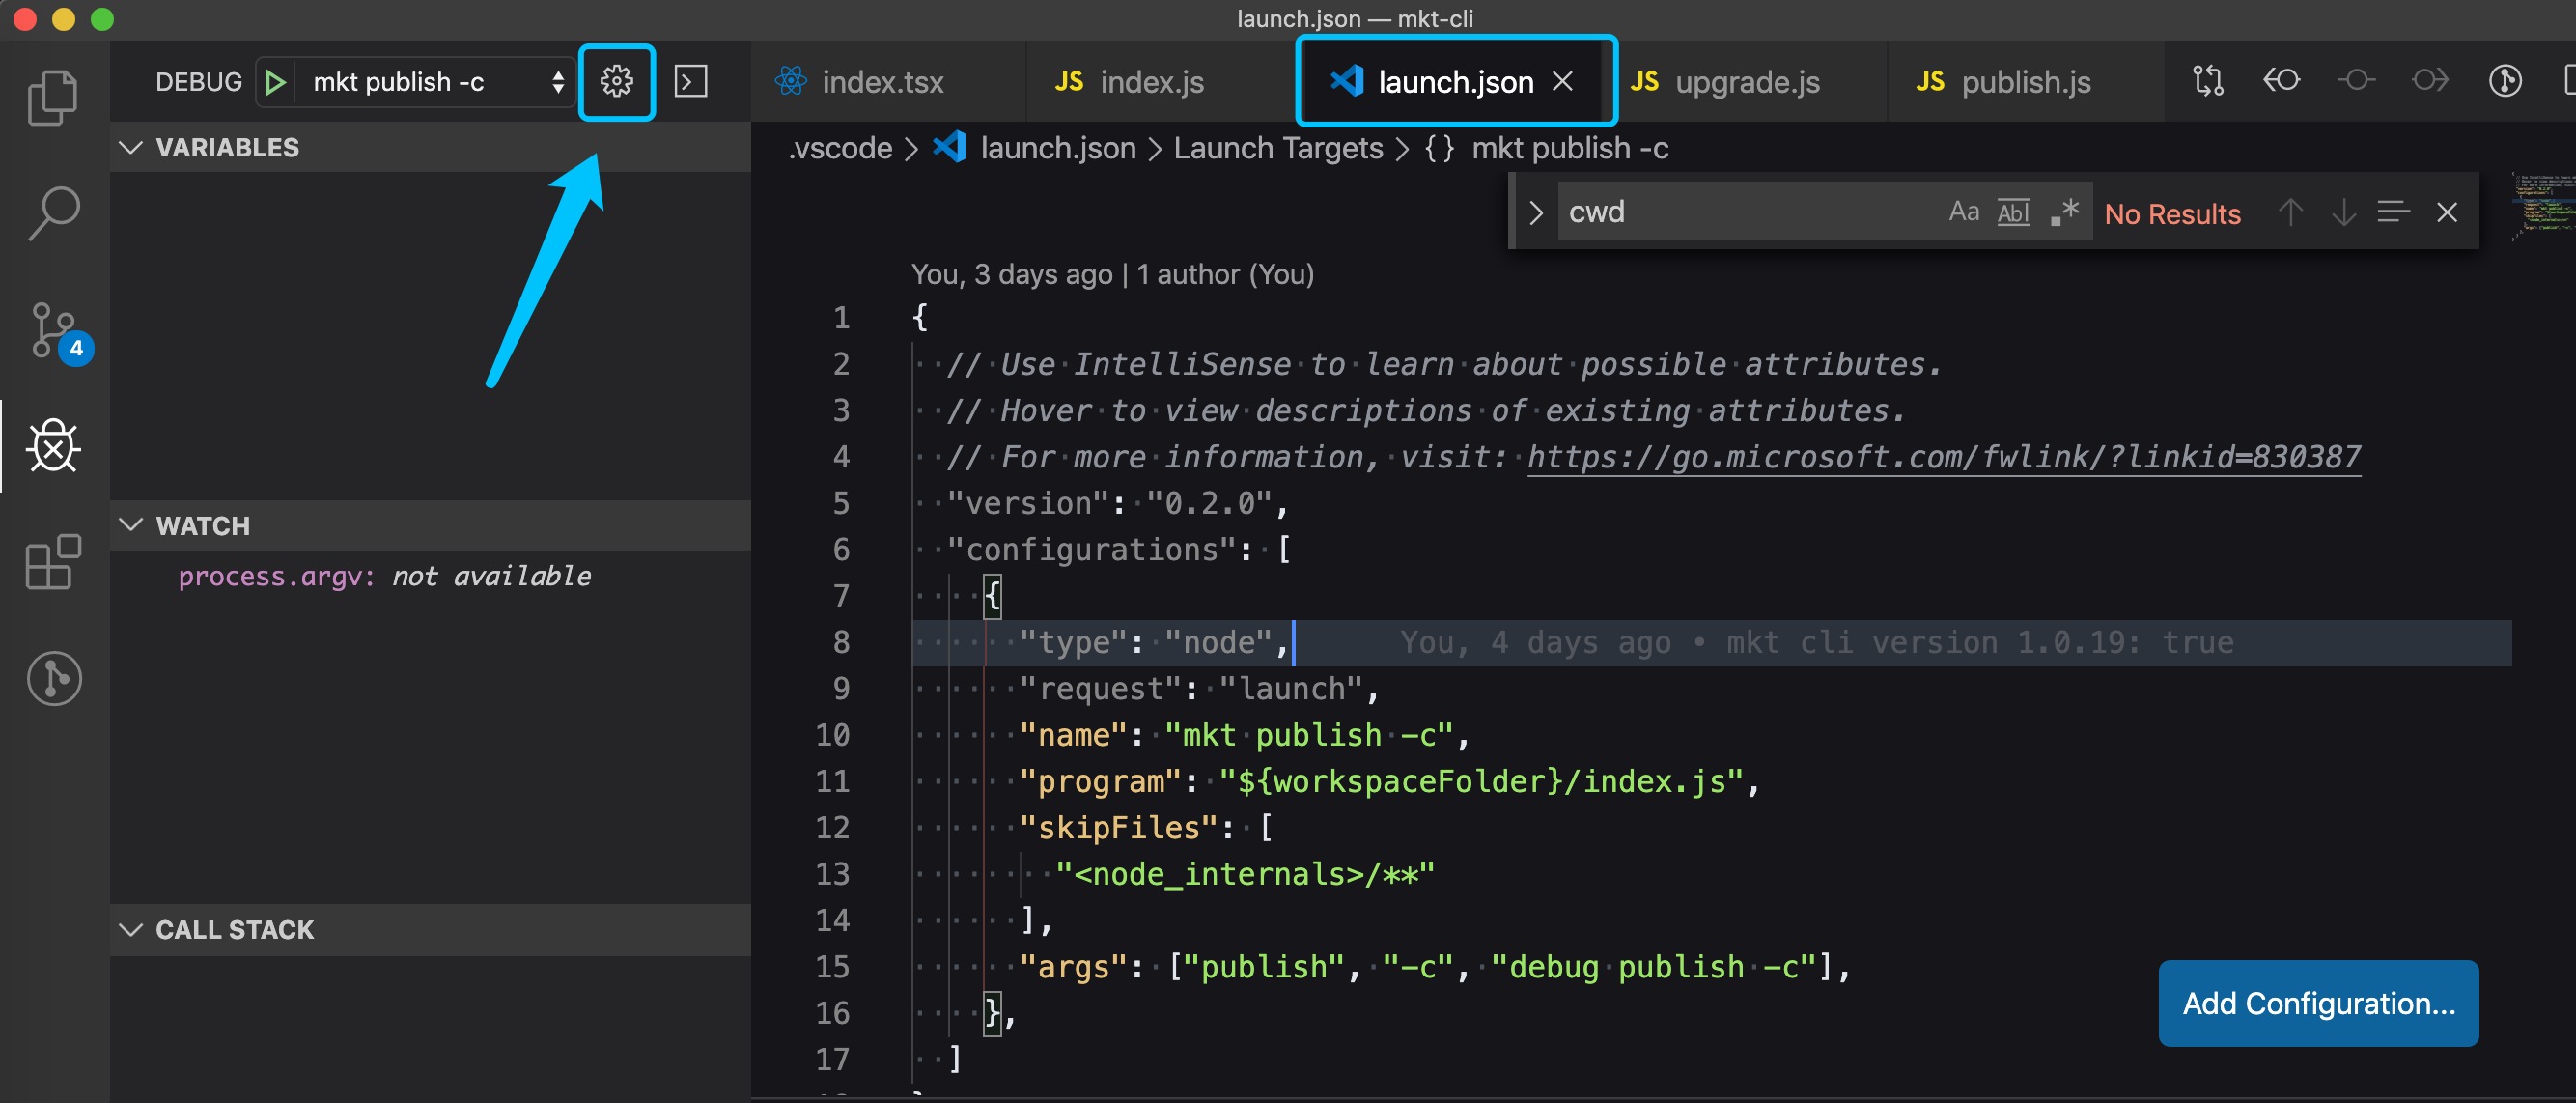 launch.json — mkt-cli
DEBUG mkt publish -c
index.tsx
JS index.js
launch.json
JS upgrade.js
JS publish.js
VARIABLES
.vscode > launch.json > Launch Targets > {} mkt publish -c
cwd Aa Abl .* No Results
You, 3 days ago | 1 author (You)
1 {
2 // Use IntelliSense to learn about possible attributes.
3 // Hover to view descriptions of existing attributes.
4 // For more information, visit: https://go.microsoft.com/fwlink/?linkid=830387
5 "version": "0.2.0",
6 "configurations": [
7 {
8 "type": "node", You, 4 days ago • mkt cli version 1.0.19: true
9 "request": "launch",
10 "name": "mkt publish -c",
11 "program": "${workspaceFolder}/index.js",
12 "skipFiles": [
13 "<node_internals>/**"
14 ],
15 "args": ["publish", "-c", "debug publish -c"],
16 },
17 ]
4
WATCH
process.argv: not available
CALL STACK
Add Configuration...